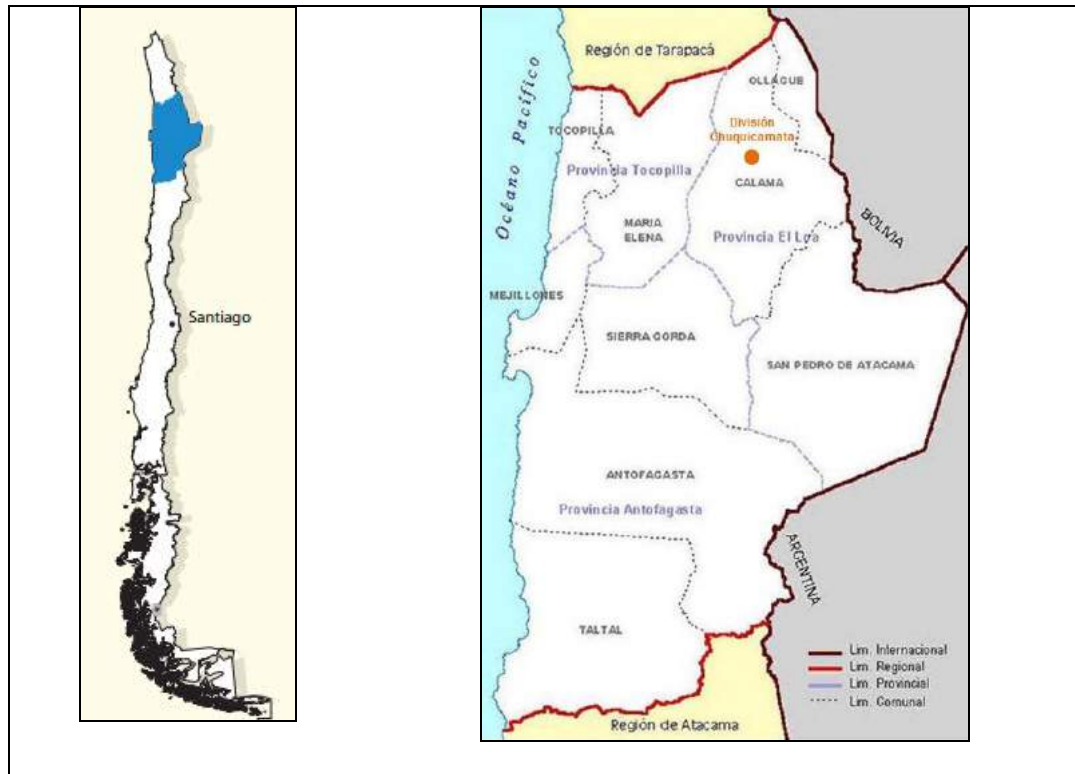 Santiago
Región de Tarapacá
Océano Pacífico
OLLAGUE
División
Chuquicamata
TOCOPILLA
Provincia Tocopilla
CALAMA
MARIA
ELENA
Provincia El Loa
BOLIVIA
MEJILLONES
SIERRA GORDA
SAN PEDRO DE ATACAMA
ANTOFAGASTA
Provincia Antofagasta
ARGENTINA
TALTAL
Lim. Internacional
Lim. Regional
Lim. Provincial
Lim. Comunal
Región de Atacama